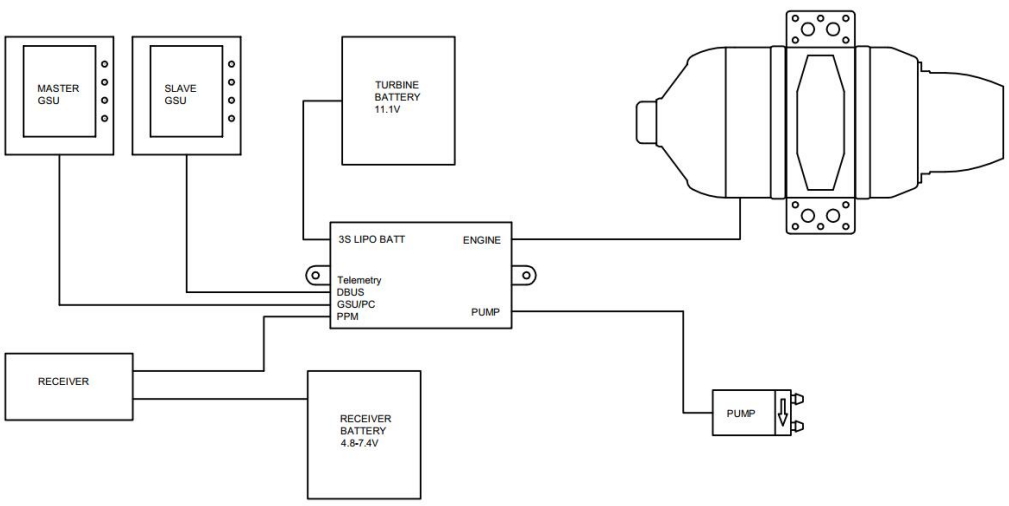 MASTER
GSU
SLAVE
GSU
TURBINE
BATTERY
11.1V
3S LIPO BATT
ENGINE
Telemetry
DBUS
GSU/PC
PPM
PUMP
RECEIVER
RECEIVER
BATTERY
4.8-7.4V
PUMP